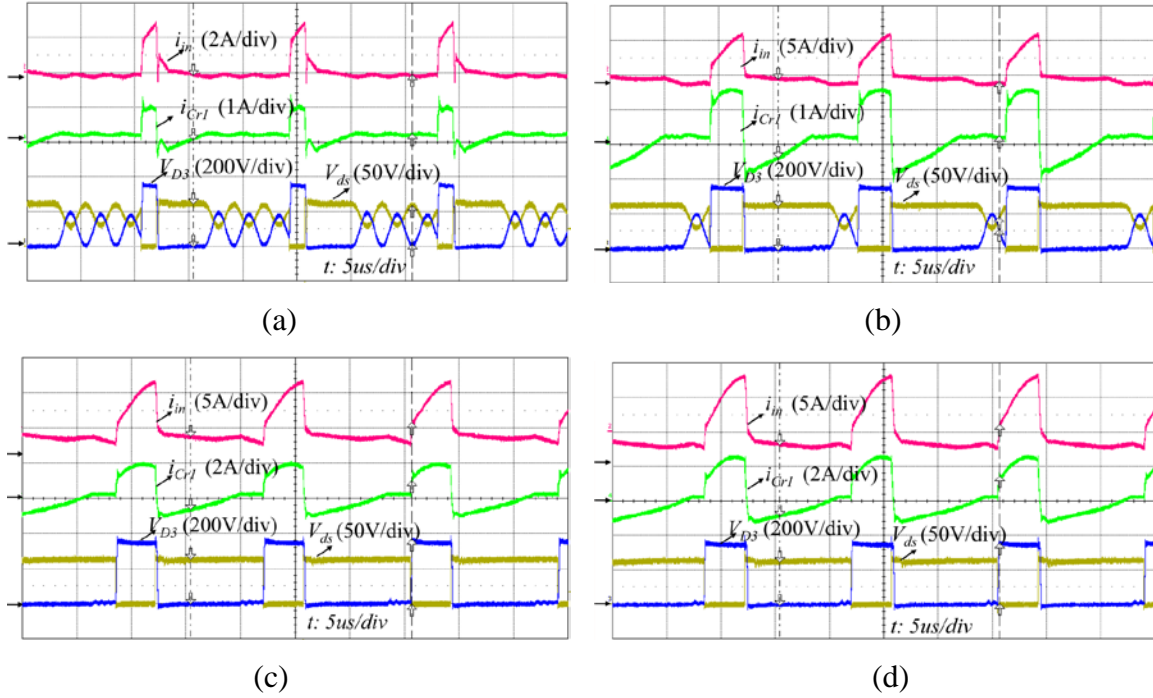 i_in (2A/div)
i_Cr1 (1A/div)
V_D3 (200V/div)
V_ds (50V/div)
t: 5us/div
(a)
i_in (5A/div)
i_Cr1 (1A/div)
V_D3 (200V/div)
V_ds (50V/div)
t: 5us/div
(b)
i_in (5A/div)
i_Cr1 (2A/div)
V_D3 (200V/div)
V_ds (50V/div)
t: 5us/div
(c)
i_in (5A/div)
i_Cr1 (2A/div)
V_D3 (200V/div)
V_ds (50V/div)
t: 5us/div
(d)